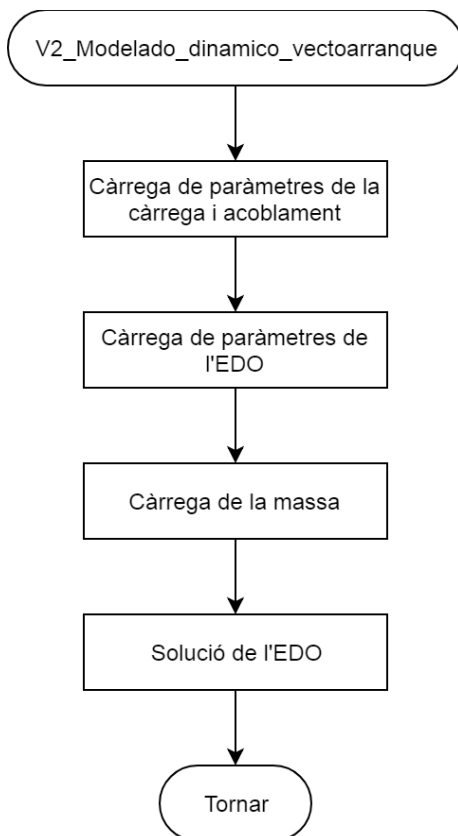 V2_Modelado_dinamico_vectoarranque
Càrrega de paràmetres de la
càrrega i acoblament
Càrrega de paràmetres de
l'EDO
Càrrega de la massa
Solució de l'EDO
Tornar